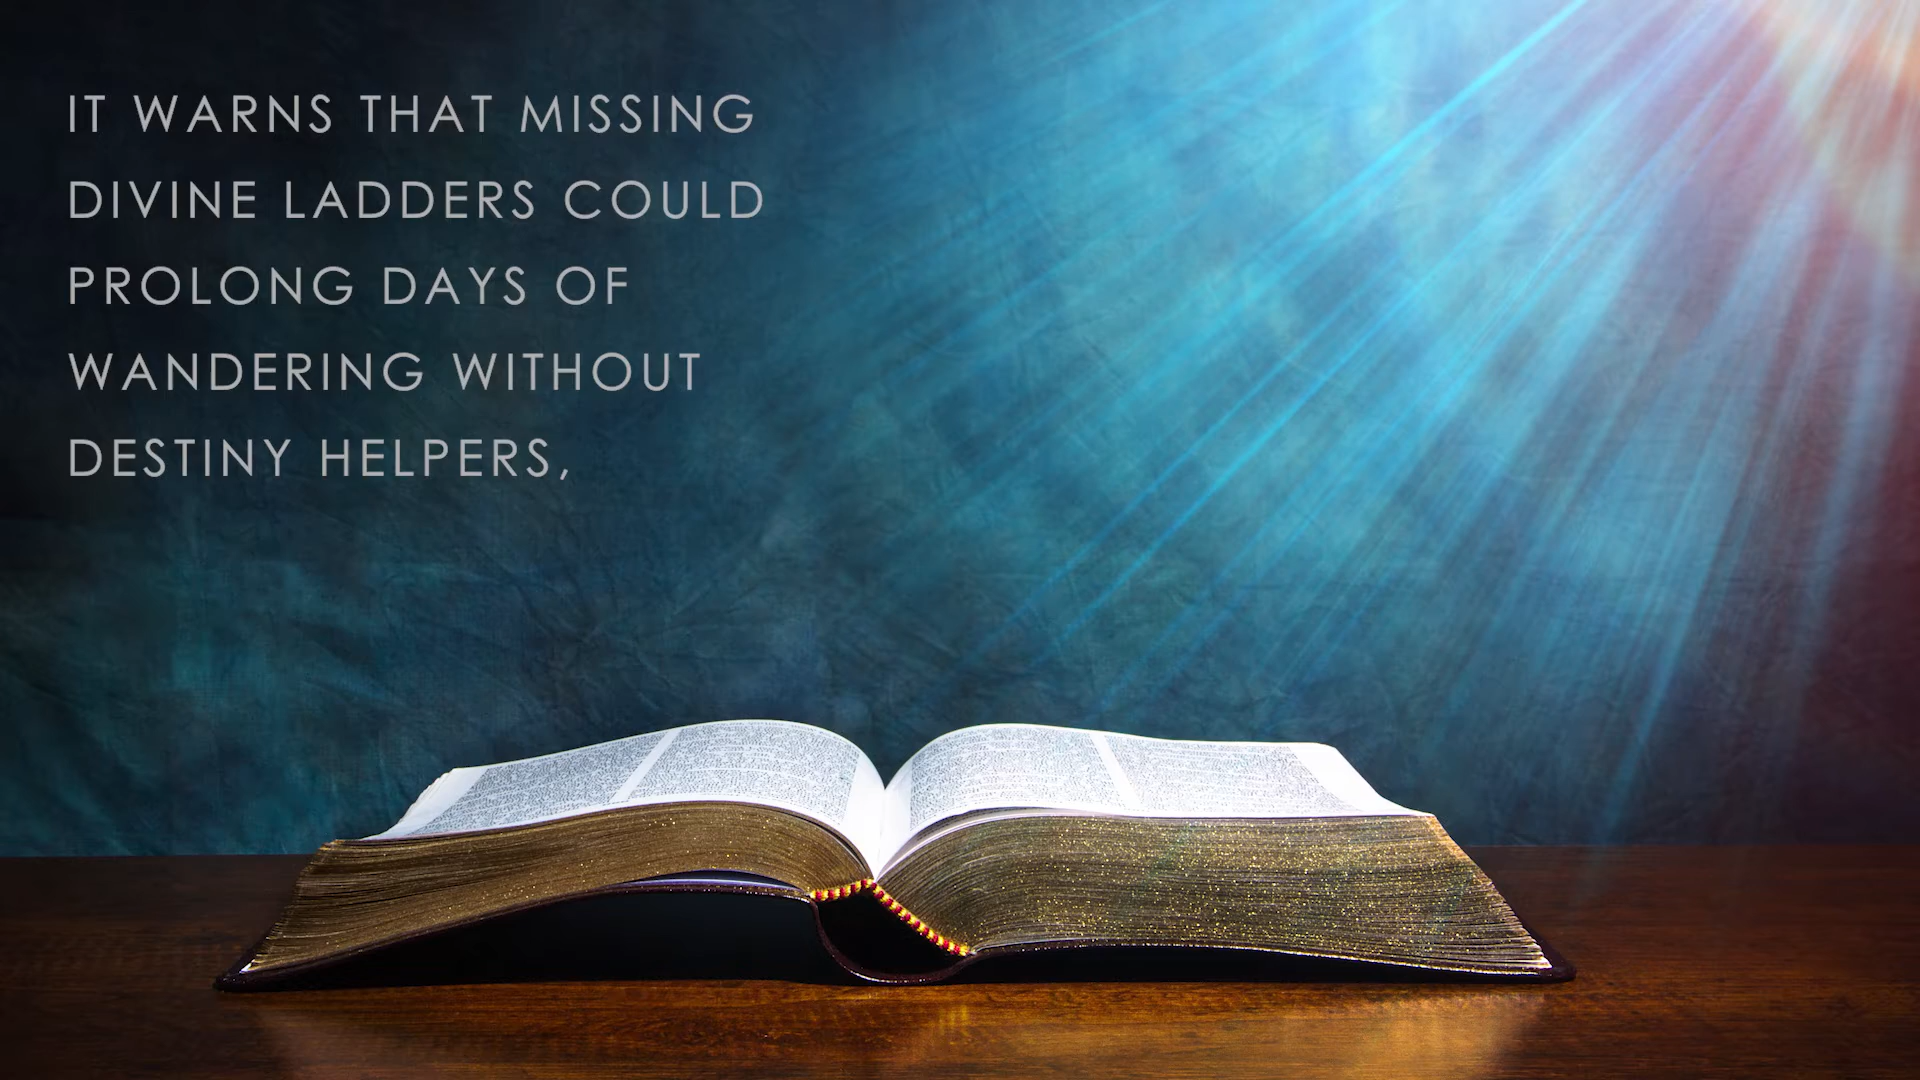 IT WARNS THAT MISSING
DIVINE LADDERS COULD
PROLONG DAYS OF
WANDERING WITHOUT
DESTINY HELPERS,